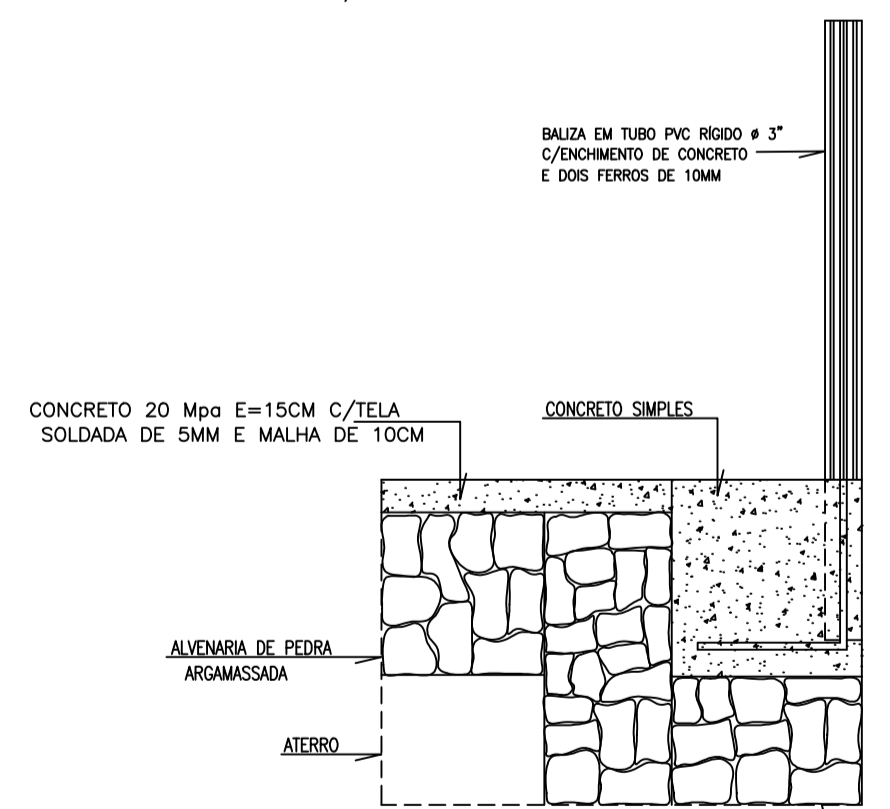 BALIZA EM TUBO PVC RÍGIDO ø 3"
C/ENCHIMENTO DE CONCRETO
E DOIS FERROS DE 10MM
CONCRETO 20 Mpa E=15CM C/TELA
SOLDADA DE 5MM E MALHA DE 10CM
CONCRETO SIMPLES
ALVENARIA DE PEDRA
ARGAMASSADA
ATERRO